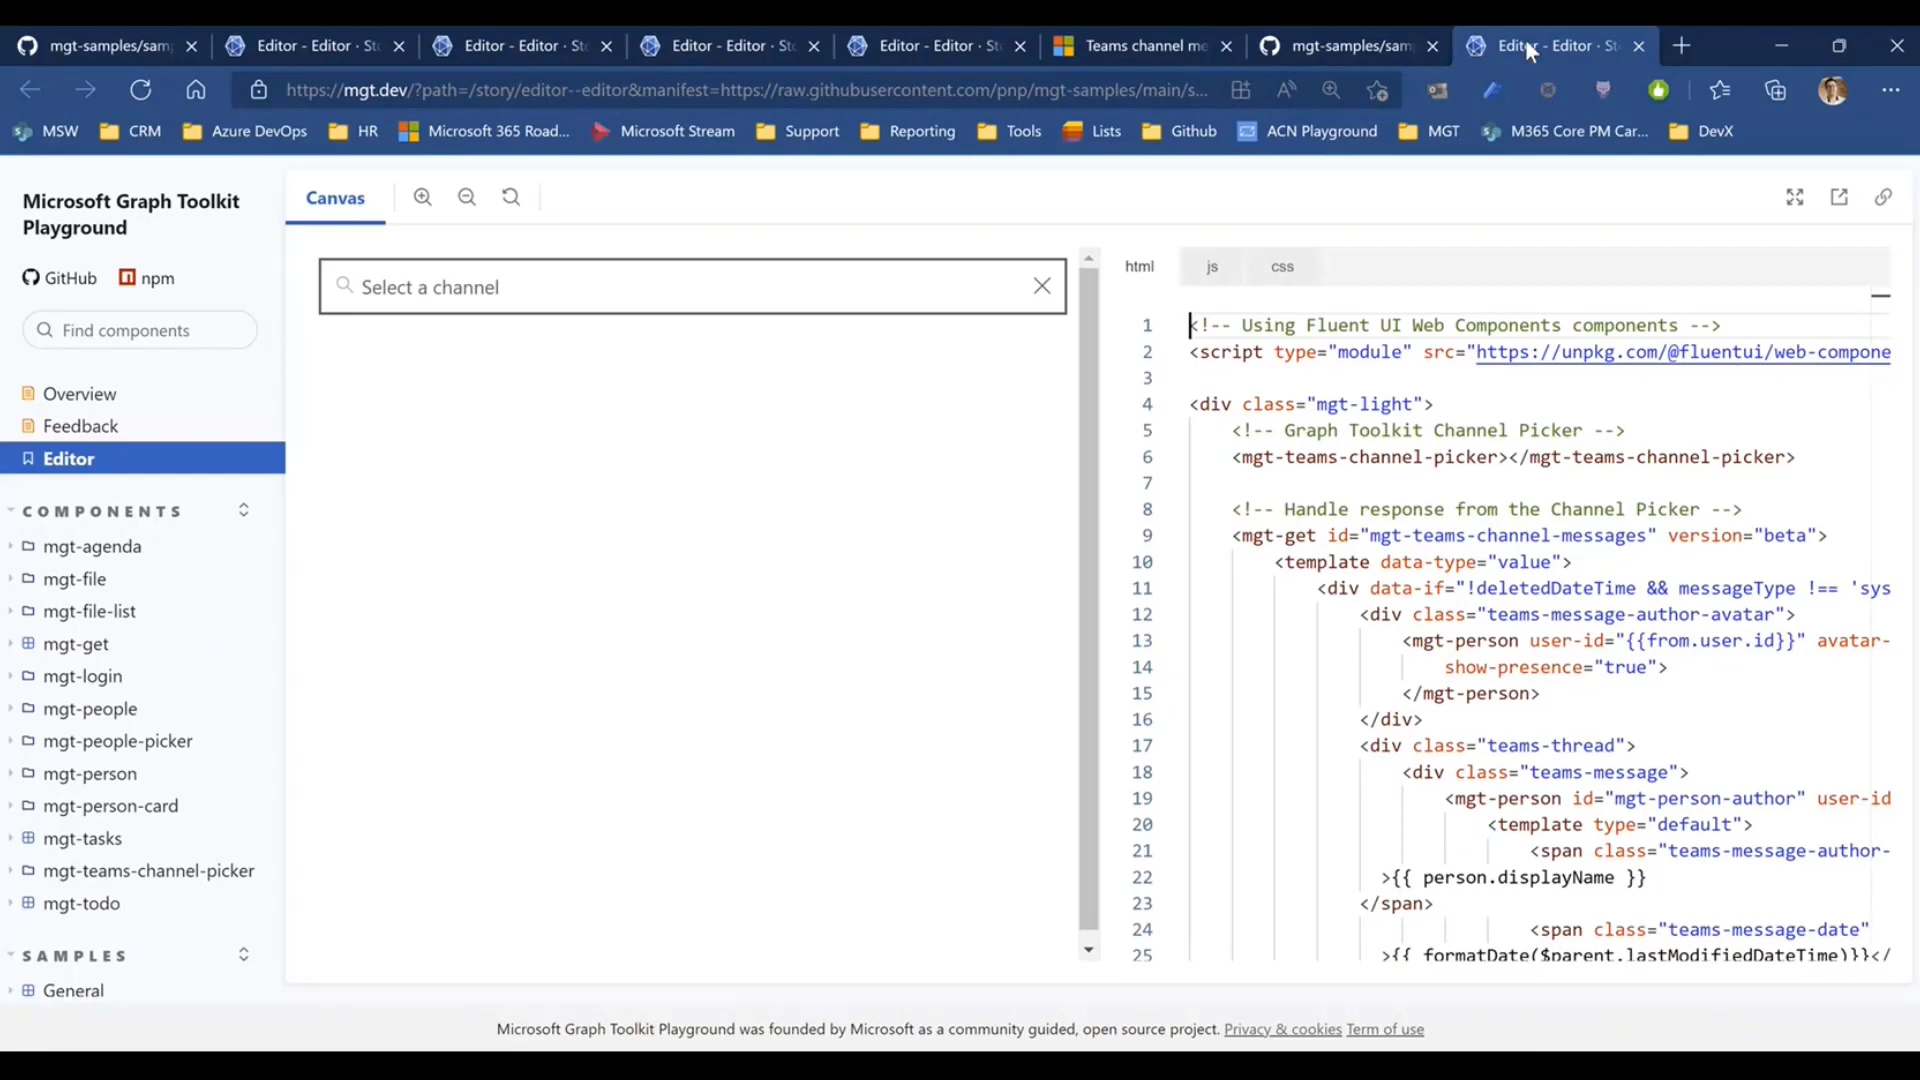 mgt-samples/sam
Editor - Editor · St
Editor - Editor · St
Editor - Editor · St
Editor - Editor · St
Teams channel me
mgt-samples/sam
Editor - Editor · St
https://mgt.dev/?path=/story/editor--editor&manifest=https://raw.githubusercontent.com/pnp/mgt-samples/main/s...
MSW
CRM
Azure DevOps
HR
Microsoft 365 Road...
Microsoft Stream
Support
Reporting
Tools
Lists
Github
ACN Playground
MGT
M365 Core PM Car...
DevX
Microsoft Graph Toolkit
Playground
GitHub
npm
Find components
Overview
Feedback
Editor
COMPONENTS
mgt-agenda
mgt-file
mgt-file-list
mgt-get
mgt-login
mgt-people
mgt-people-picker
mgt-person
mgt-person-card
mgt-tasks
mgt-teams-channel-picker
mgt-todo
SAMPLES
General
Canvas
Select a channel
html
js
css
1 <!-- Using Fluent UI Web Components components -->
2 <script type="module" src="https://unpkg.com/@fluentui/web-compone
3
4 <div class="mgt-light">
5 <!-- Graph Toolkit Channel Picker -->
6 <mgt-teams-channel-picker></mgt-teams-channel-picker>
7
8 <!-- Handle response from the Channel Picker -->
9 <mgt-get id="mgt-teams-channel-messages" version="beta">
10 <template data-type="value">
11 <div data-if="!deletedDateTime && messageType !== 'sys
12 <div class="teams-message-author-avatar">
13 <mgt-person user-id="{{from.user.id}}" avatar-
14 show-presence="true">
15 </mgt-person>
16 </div>
17 <div class="teams-thread">
18 <div class="teams-message">
19 <mgt-person id="mgt-person-author" user-id
20 <template type="default">
21 <span class="teams-message-author-
22 >{{ person.displayName }}
23 </span>
24 <span class="teams-message-date"
25 >{{ formatDate($parent.lastModifiedDateTime)}}</
Microsoft Graph Toolkit Playground was founded by Microsoft as a community guided, open source project. Privacy & cookies Term of use